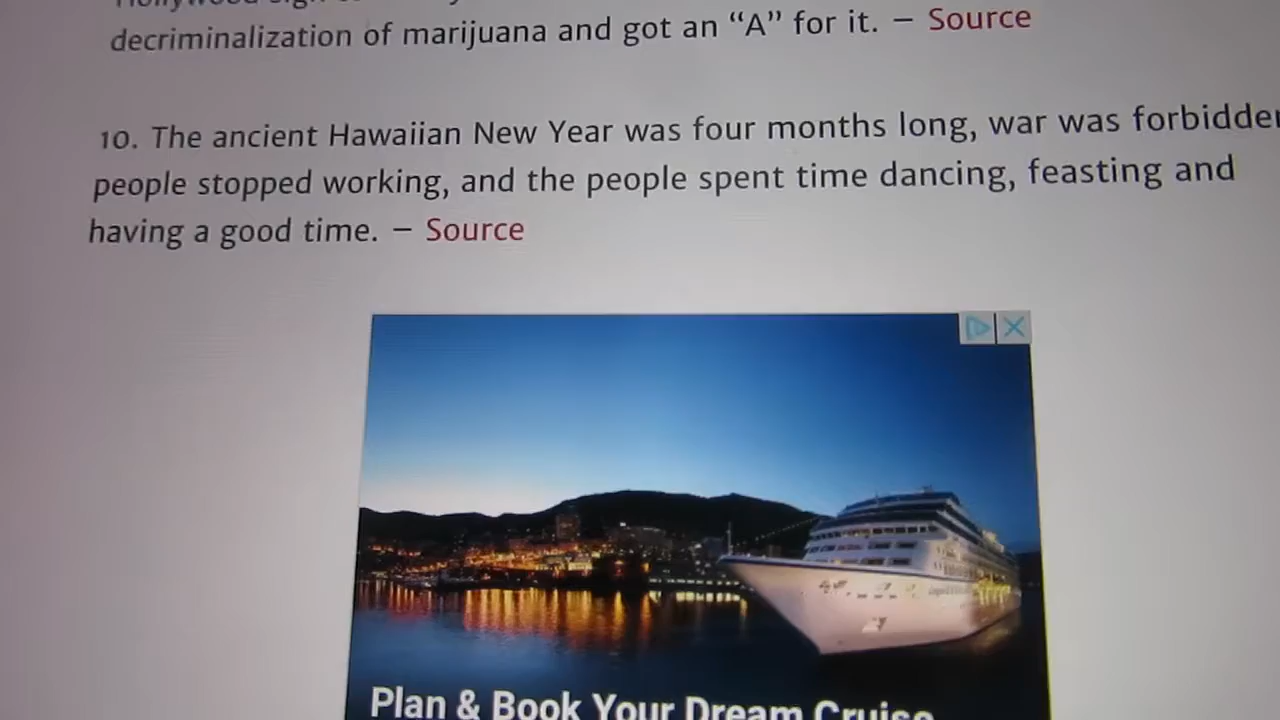 decriminalization of marijuana and got an “A” for it. – Source
10. The ancient Hawaiian New Year was four months long, war was forbidden
people stopped working, and the people spent time dancing, feasting and
having a good time. – Source
Plan & Book Your Dream Cruise